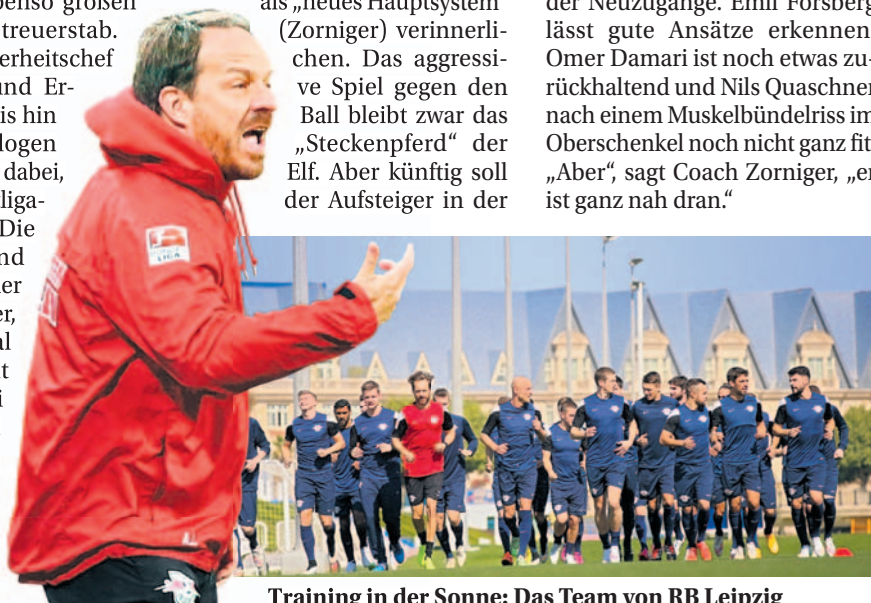 benso großen
treuerstab.
erheitschef
und Er-
is hin
logen
dabei,
liga-
Die
nd
er
er,
al
t
i
als „neues Hauptsystem“
(Zorniger) verinnerli-
chen. Das aggressi-
ve Spiel gegen den
Ball bleibt zwar das
„Steckenpferd“ der
Elf. Aber künftig soll
der Aufsteiger in der
der Neuzugänge. Emil Forsberg
lässt gute Ansätze erkennen
Omer Damari ist noch etwas zu-
rückhaltend und Nils Quaschner
nach einem Muskelbündelriss im
Oberschenkel noch nicht ganz fit
„Aber“, sagt Coach Zorniger, „er
ist ganz nah dran.“
LIGA
Training in der Sonne: Das Team von RB Leipzig